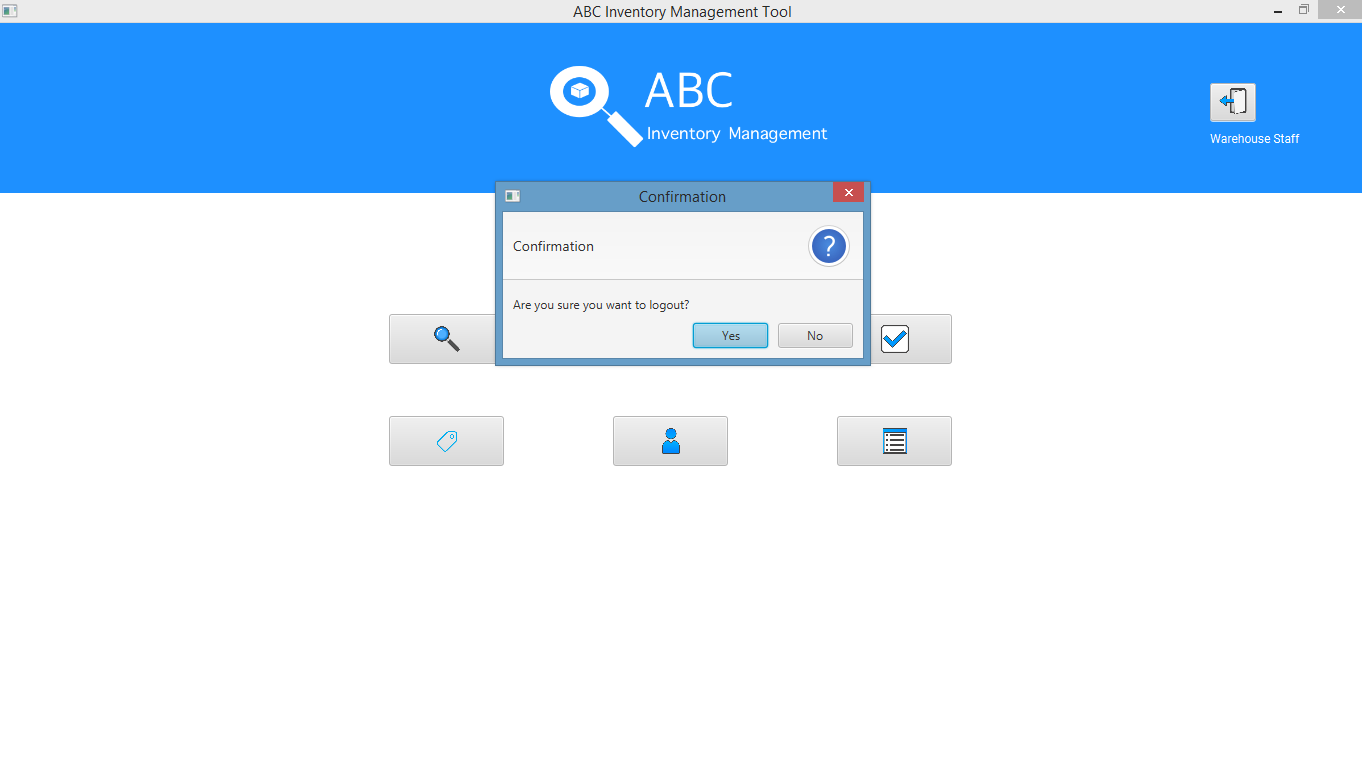 ABC Inventory Management Tool
ABC
Inventory Management
Warehouse Staff
Confirmation
Confirmation
?
Are you sure you want to logout?
Yes
No